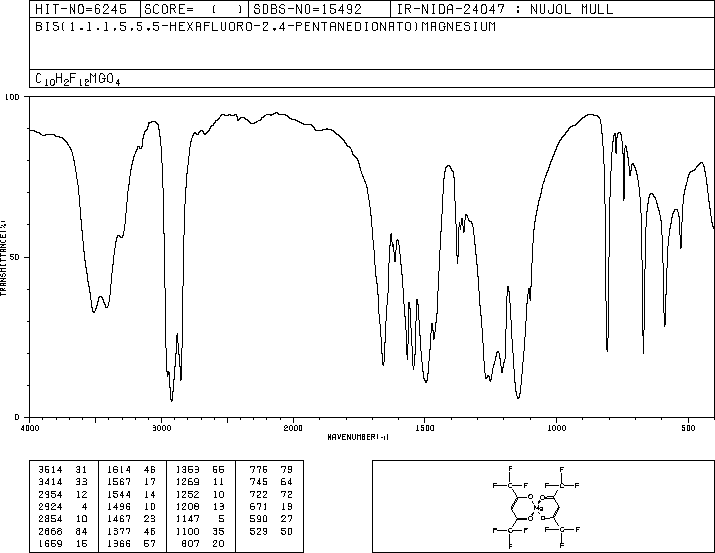 HIT-NO=6245 |SCORE= ( )|SDBS-NO=15492 |IR-NIDA-24047 : NUJOL MULL
BIS(1.1.1,5.5.5-HEXAFLUORO-2.4-PENTANEDIONATO)MAGNESIUM
C10H2F12MGO4
100
50
0
TRANSMITTANCE(%)
4000 3000 2000 1500 1000 500
WAVENUMBER(-1)
3514 31 1614 46 1353 55 776 79
3414 33 1567 17 1269 11 745 64
2954 12 1544 14 1252 10 722 72
2924 4 1496 10 1208 13 671 19
2854 10 1467 23 1147 5 590 27
2668 84 1377 46 1100 35 529 50
1659 15 1366 57 807 20
F F
F C F F C F
O O
Mg
O O
F C F F C F
F F